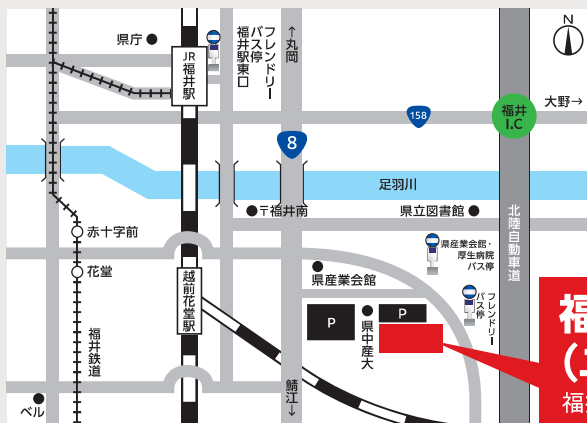 県庁
JR福井駅
フレンドリー
バス停
福井駅東口
↑丸岡
N
大野→
福井
I.C
158
8
足羽川
〒福井南
県立図書館
北陸自動車道
赤十字前
花堂
福井鉄道
越前花堂駅
県産業会館・
厚生病院
バス停
県産業会館
フレンドリー
バス停
P
P
県中産大
鯖江↓
ベル
福
福